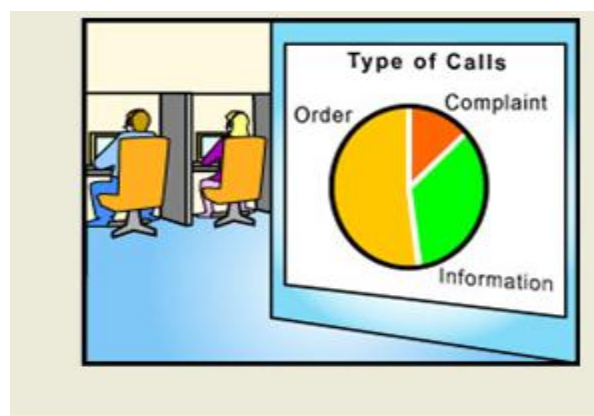 Type of Calls
Order
Complaint
Information